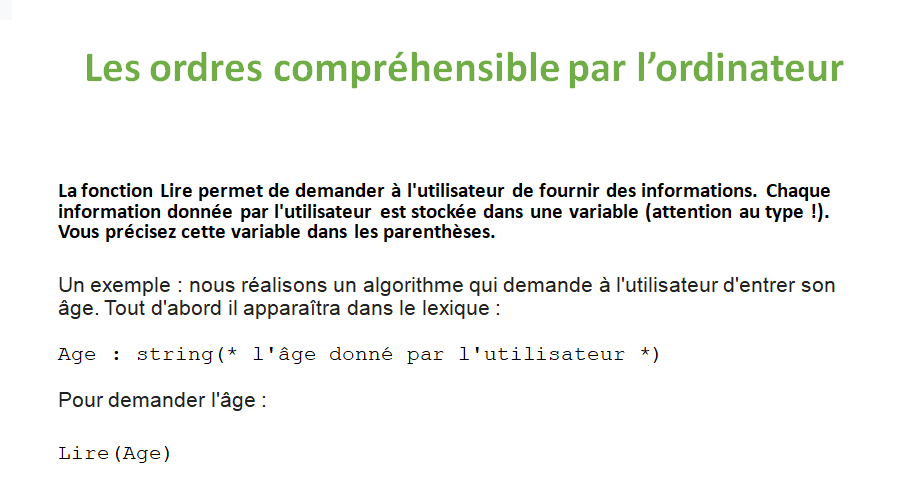 Les ordres compréhensible par l’ordinateur
La fonction Lire permet de demander à l'utilisateur de fournir des informations. Chaque
information donnée par l'utilisateur est stockée dans une variable (attention au type !).
Vous précisez cette variable dans les parenthèses.
Un exemple : nous réalisons un algorithme qui demande à l'utilisateur d'entrer son
âge. Tout d'abord il apparaîtra dans le lexique :
Age : string(* l'âge donné par l'utilisateur *)
Pour demander l'âge :
Lire(Age)